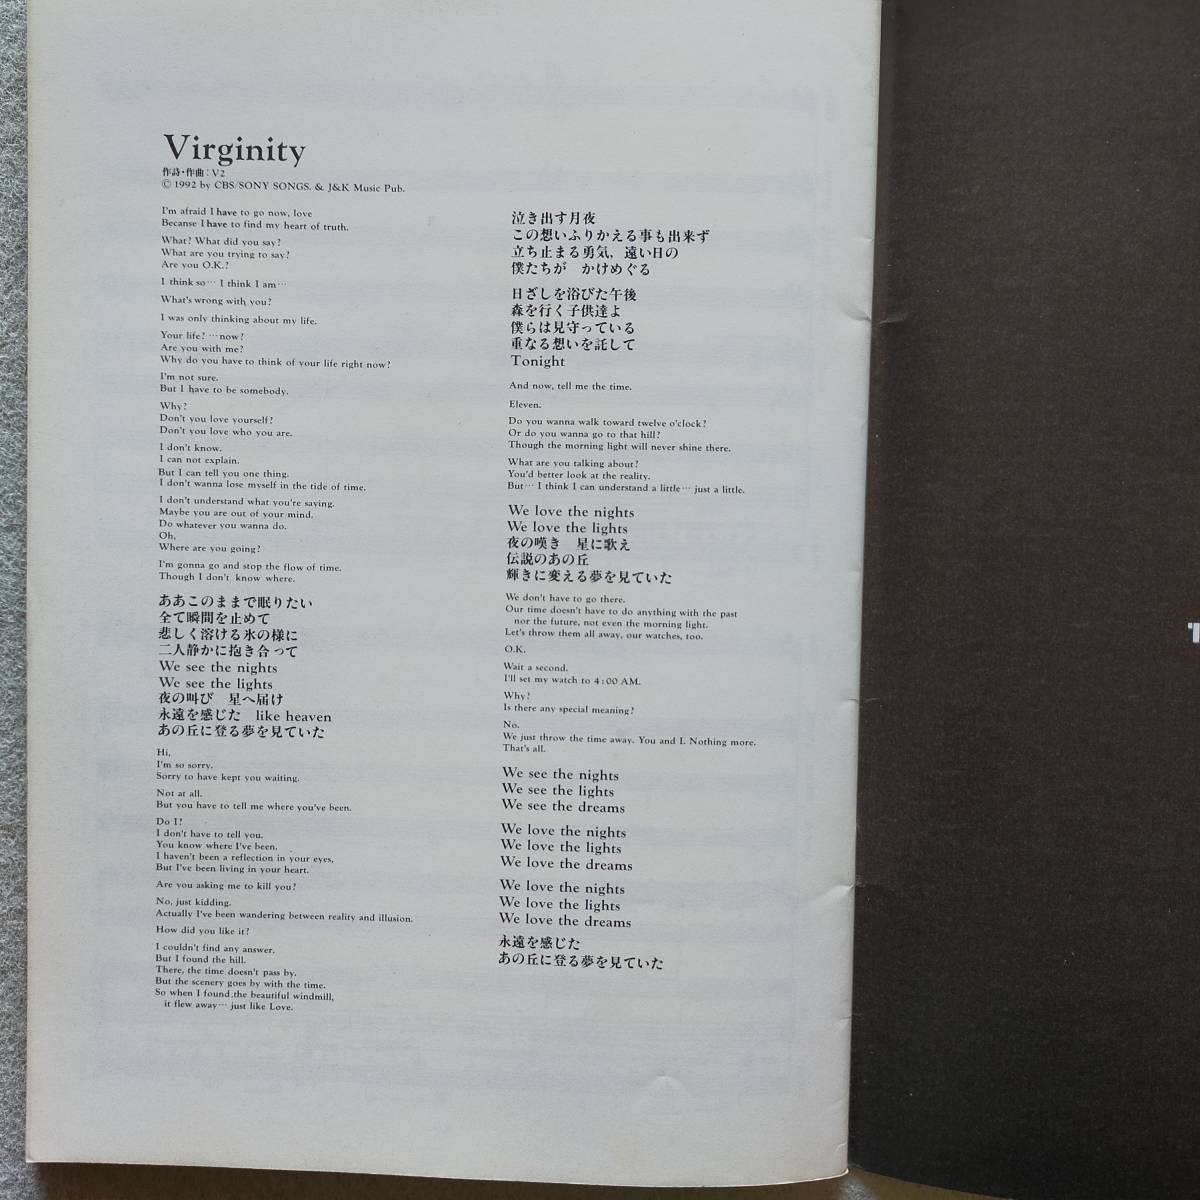 Virginity
作詩・作曲：V2
© 1992 by CBS/SONY SONGS. & J&K Music Pub.
I'm afraid I have to go now, love
Becanse I have to find my heart of truth.
What? What did you say?
What are you trying to say?
Are you O.K.?
I think so… I think I am…
What's wrong with you?
I was only thinking about my life.
Your life? …now?
Are you with me?
Why do you have to think of your life right now?
I'm not sure.
But I have to be somebody.
Why?
Don't you love yourself?
Don't you love who you are.
I don't know.
I can not explain.
But I can tell you one thing.
I don't wanna lose myself in the tide of time.
I don't understand what you're saying.
Maybe you are out of your mind.
Do whatever you wanna do.
Oh,
Where are you going?
I'm gonna go and stop the flow of time.
Though I don't know where.
ああこのままで眠りたい
全て瞬間を止めて
悲しく溶ける氷の様に
二人静かに抱き合って
We see the nights
We see the lights
夜の叫び　星へ届け
永遠を感じた　like heaven
あの丘に登る夢を見ていた
Hi,
I'm so sorry.
Sorry to have kept you waiting.
Not at all.
But you have to tell me where you've been.
Do I?
I don't have to tell you.
You know where I've been.
I haven't been a reflection in your eyes,
But I've been living in your heart.
Are you asking me to kill you?
No, just kidding.
Actually I've been wandering between reality and illusion.
How did you like it?
I couldn't find any answer.
But I found the hill.
There, the time doesn't pass by.
But the scenery goes by with the time.
So when I found the beautiful windmill,
it flew away… just like Love.
泣き出す月夜
この想いふりかえる事も出来ず
立ち止まる勇気，遠い日の
僕たちが　かけめぐる
日ざしを浴びた午後
森を行く子供達よ
僕らは見守っている
重なる想いを託して
Tonight
And now, tell me the time.
Eleven.
Do you wanna walk toward twelve o'clock?
Or do you wanna go to that hill?
Though the morning light will never shine there.
What are you talking about?
You'd better look at the reality.
But… I think I can understand a little… just a little.
We love the nights
We love the lights
夜の嘆き　星に歌え
伝説のあの丘
輝きに変える夢を見ていた
We don't have to go there.
Our time doesn't have to do anything with the past
nor the future, not even the morning light.
Let's throw them all away, our watches, too.
O.K.
Wait a second.
I'll set my watch to 4:00 AM.
Why?
Is there any special meaning?
No.
We just throw the time away. You and I. Nothing more.
That's all.
We see the nights
We see the lights
We see the dreams
We love the nights
We love the lights
We love the dreams
We love the nights
We love the lights
We love the dreams
永遠を感じた
あの丘に登る夢を見ていた